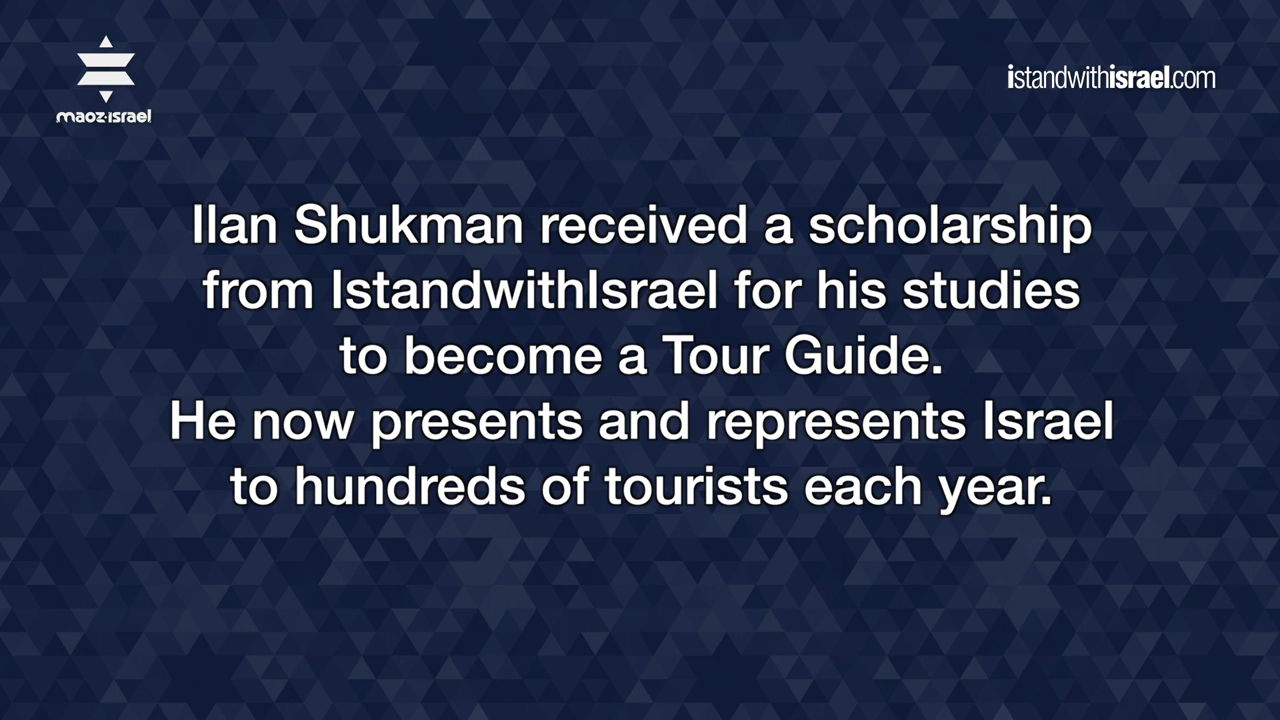 maoz·israel
istandwithisrael.com
Ilan Shukman received a scholarship
from IstandwithIsrael for his studies
to become a Tour Guide.
He now presents and represents Israel
to hundreds of tourists each year.